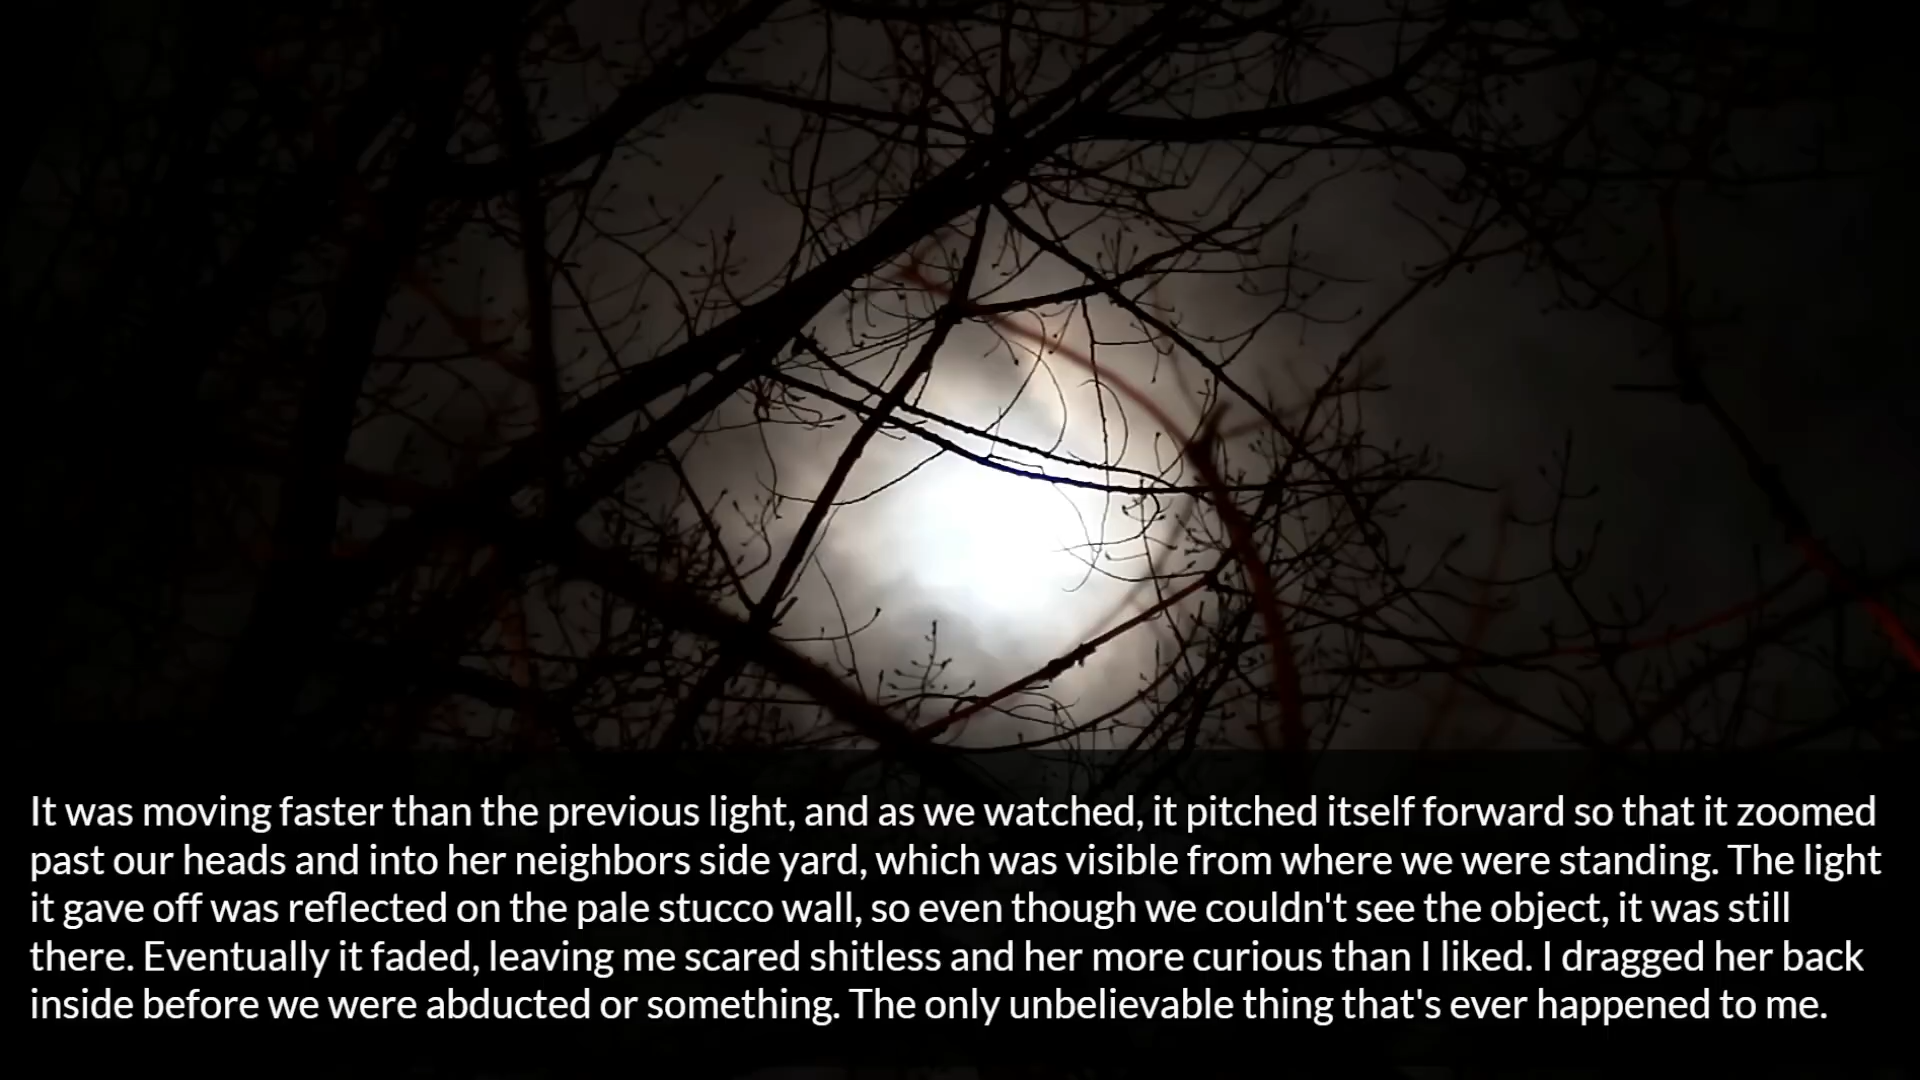 It was moving faster than the previous light, and as we watched, it pitched itself forward so that it zoomed
past our heads and into her neighbors side yard, which was visible from where we were standing. The light
it gave off was reflected on the pale stucco wall, so even though we couldn't see the object, it was still
there. Eventually it faded, leaving me scared shitless and her more curious than I liked. I dragged her back
inside before we were abducted or something. The only unbelievable thing that's ever happened to me.